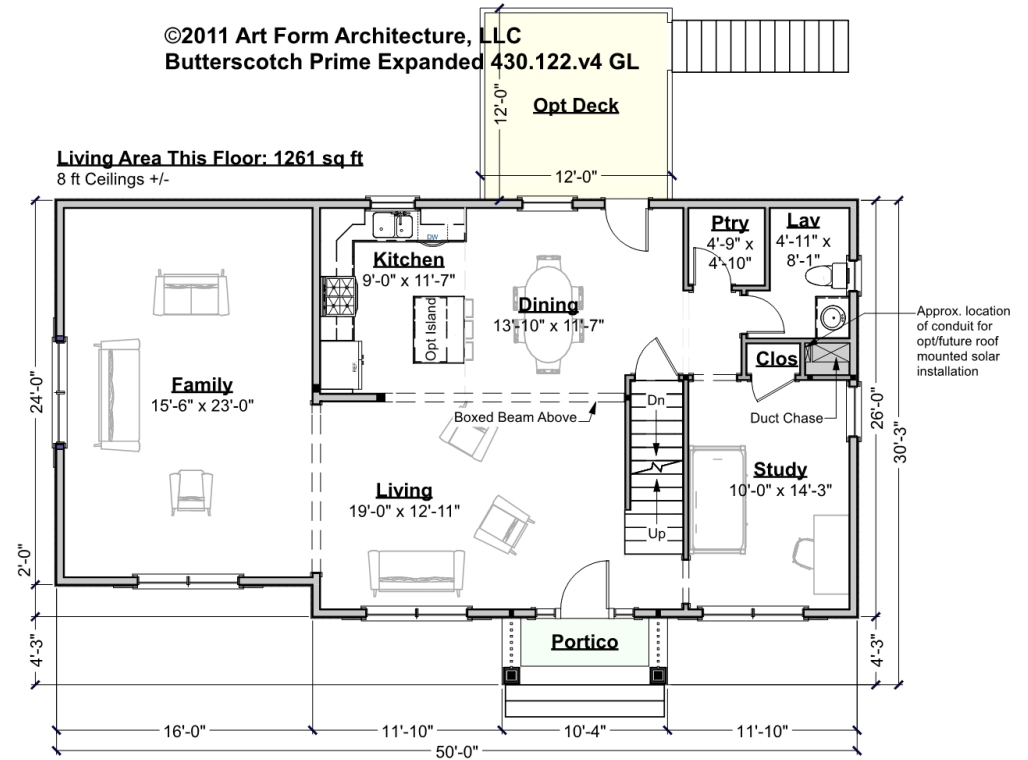 ©2011 Art Form Architecture, LLC
Butterscotch Prime Expanded 430.122.v4 GL
12'-0"
Opt Deck
12'-0"
Living Area This Floor: 1261 sq ft
8 ft Ceilings +/-
Ptry
4'-9" x
4'-10"
Lav
4'-11" x
8'-1"
DW
Kitchen
9'-0" x 11'-7"
Opt Island
REF
Dining
13'-10" x 11'-7"
Approx. location
of conduit for
opt/future roof
mounted solar
installation
Clos
Duct Chase
Family
15'-6" x 23'-0"
24'-0"
Boxed Beam Above
Dn
Up
26'-0"
30'-3"
Study
10'-0" x 14'-3"
Living
19'-0" x 12'-11"
2'-0"
4'-3"
Portico
4'-3"
16'-0"
11'-10"
10'-4"
11'-10"
50'-0"